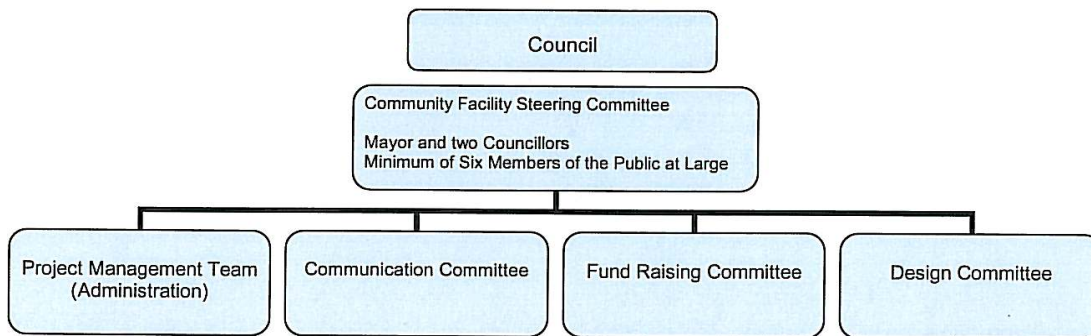 Council
Community Facility Steering Committee
Mayor and two Councillors
Minimum of Six Members of the Public at Large
Project Management Team
(Administration)
Communication Committee
Fund Raising Committee
Design Committee